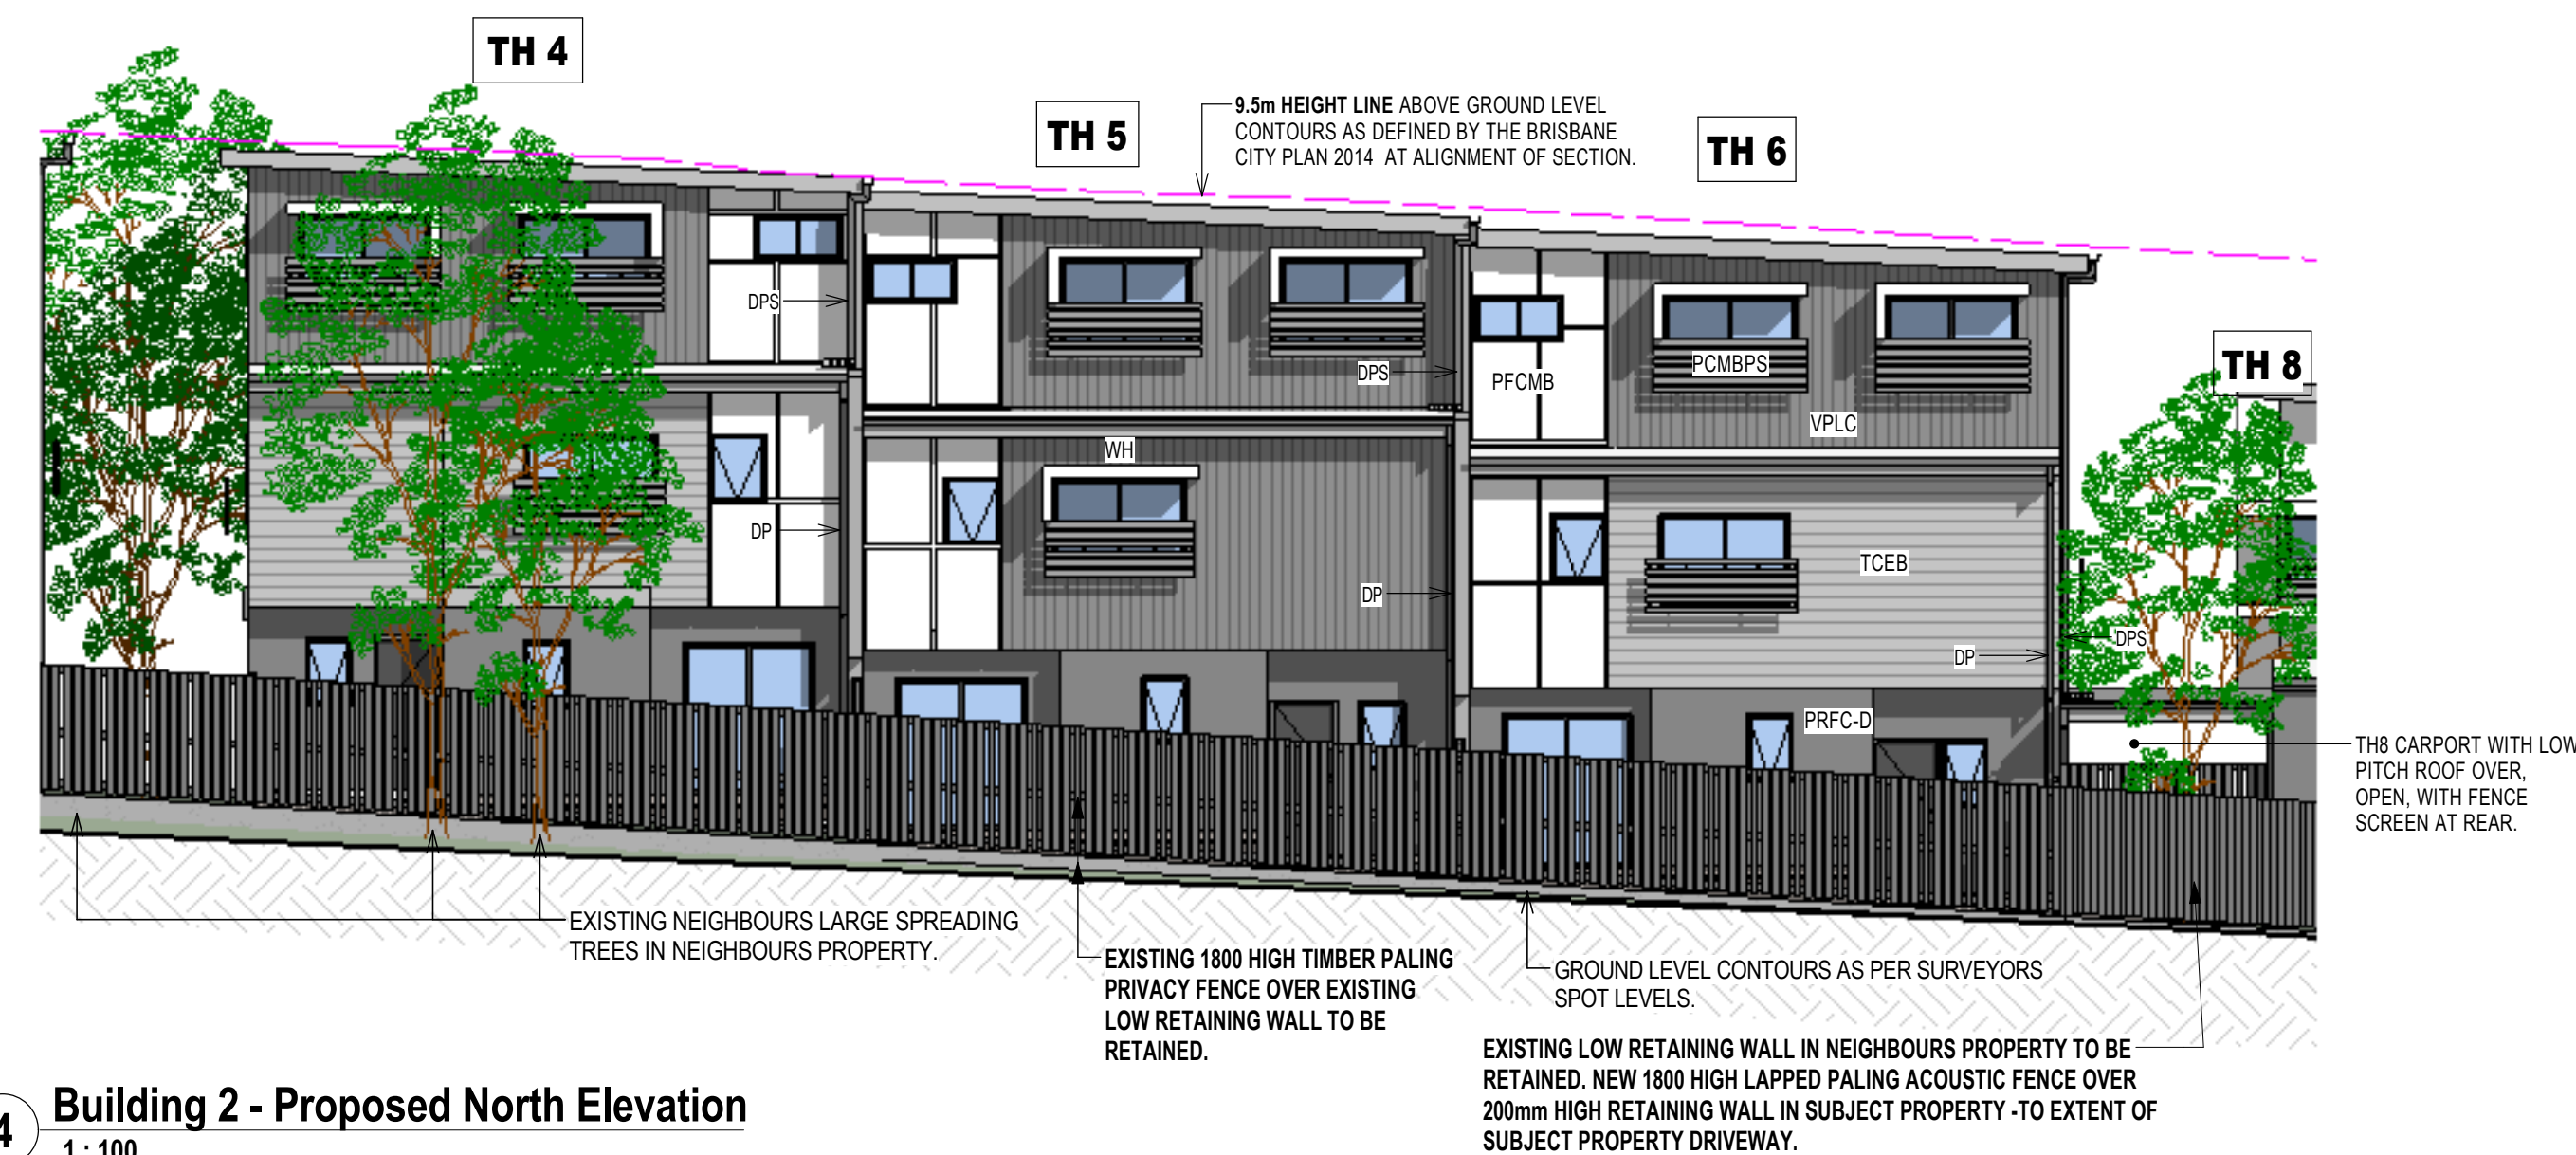 TH 4
TH 5
9.5m HEIGHT LINE ABOVE GROUND LEVEL
CONTOURS AS DEFINED BY THE BRISBANE
CITY PLAN 2014 AT ALIGNMENT OF SECTION.
TH 6
TH 8
DPS
DPS
PFCMB
PCMBPS
VPLC
WH
DP
DP
TCEB
DPS
DP
PRFC-D
TH8 CARPORT WITH LOW
PITCH ROOF OVER,
OPEN, WITH FENCE
SCREEN AT REAR.
EXISTING NEIGHBOURS LARGE SPREADING
TREES IN NEIGHBOURS PROPERTY.
EXISTING 1800 HIGH TIMBER PALING
PRIVACY FENCE OVER EXISTING
LOW RETAINING WALL TO BE
RETAINED.
GROUND LEVEL CONTOURS AS PER SURVEYORS
SPOT LEVELS.
EXISTING LOW RETAINING WALL IN NEIGHBOURS PROPERTY TO BE
RETAINED. NEW 1800 HIGH LAPPED PALING ACOUSTIC FENCE OVER
200mm HIGH RETAINING WALL IN SUBJECT PROPERTY -TO EXTENT OF
SUBJECT PROPERTY DRIVEWAY.
4
Building 2 - Proposed North Elevation
1 : 100